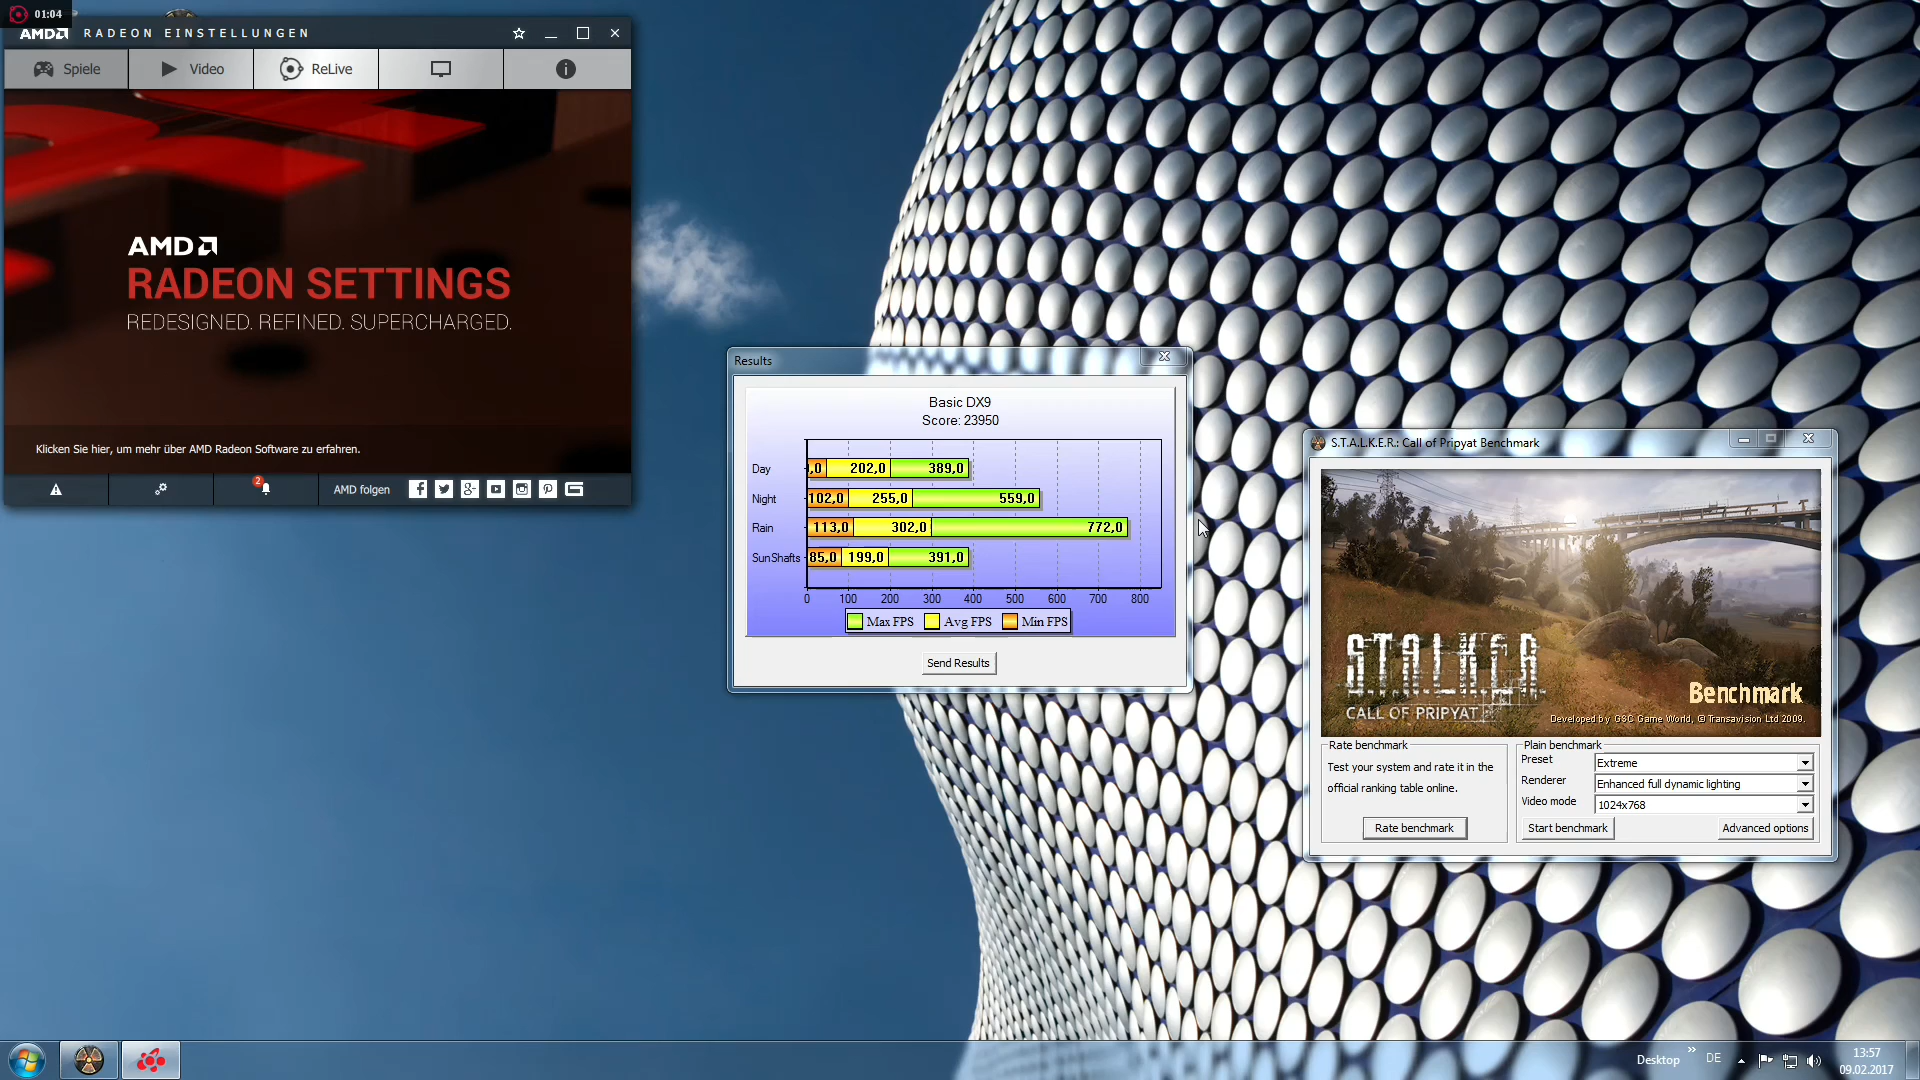 01:04
AMD RADEON EINSTELLUNGEN
Spiele
Video
ReLive
AMD
RADEON SETTINGS
REDESIGNED. REFINED. SUPERCHARGED.
Klicken Sie hier, um mehr über AMD Radeon Software zu erfahren.
2
AMD folgen
Results
Basic DX9
Score: 23950
Day ,0 202,0 389,0
Night 102,0 255,0 559,0
Rain 113,0 302,0 772,0
SunShafts 85,0 199,0 391,0
0 100 200 300 400 500 600 700 800
Max FPS Avg FPS Min FPS
Send Results
S.T.A.L.K.E.R.: Call of Pripyat Benchmark
S.T.A.L.K.E.R.
CALL OF PRIPYAT
Benchmark
Developed by GSC Game World, © Transavision Ltd 2009.
Rate benchmark
Test your system and rate it in the
official ranking table online.
Rate benchmark
Plain benchmark
Preset Extreme
Renderer Enhanced full dynamic lighting
Video mode 1024x768
Start benchmark
Advanced options
Desktop
DE
13:57
09.02.2017